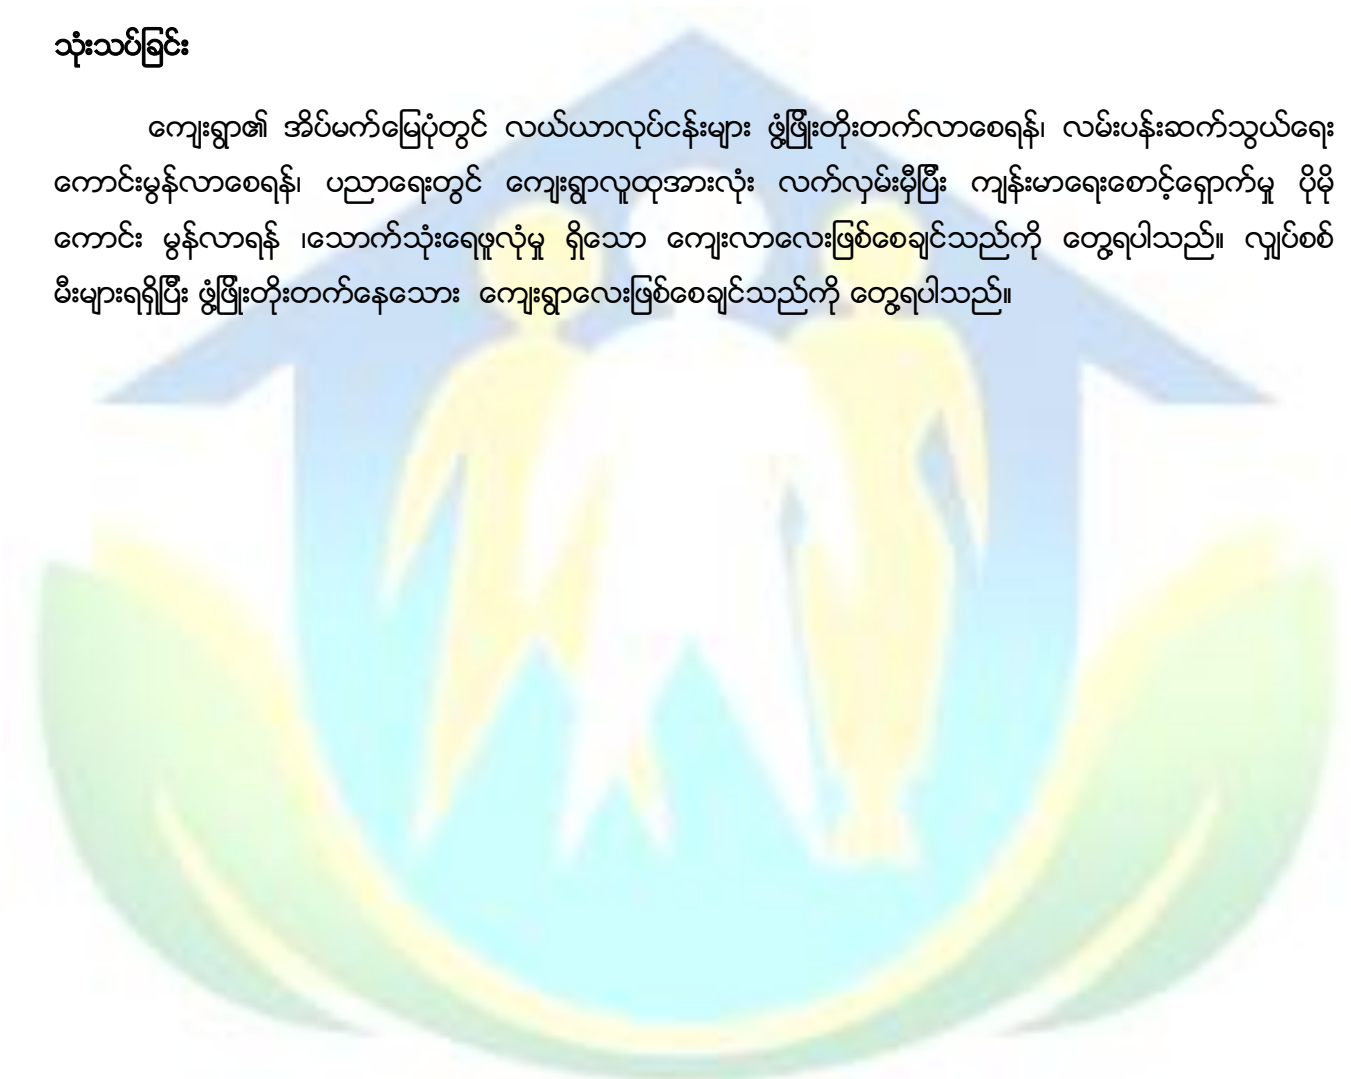 သုံးသပ်ခြင်း
ကျေးရွာ၏ အိပ်မက်မြေပုံတွင် လယ်ယာလုပ်ငန်းများ ဖွံ့ဖြိုးတိုးတက်လာစေရန်၊ လမ်းပန်းဆက်သွယ်ရေး
ကောင်းမွန်လာစေရန်၊ ပညာရေးတွင် ကျေးရွာလူထုအားလုံး လက်လှမ်းမှီပြီး ကျန်းမာရေးစောင့်ရှောက်မှု ပိုမို
ကောင်း မွန်လာရန် ၊သောက်သုံးရေဖူလုံမှု ရှိသော ကျေးလာလေးဖြစ်စေချင်သည်ကို တွေ့ရပါသည်။ လျှပ်စစ်
မီးများရရှိပြီး ဖွံ့ဖြိုးတိုးတက်နေသေား ကျေးရွာလေးဖြစ်စေချင်သည်ကို တွေ့ရပါသည်။